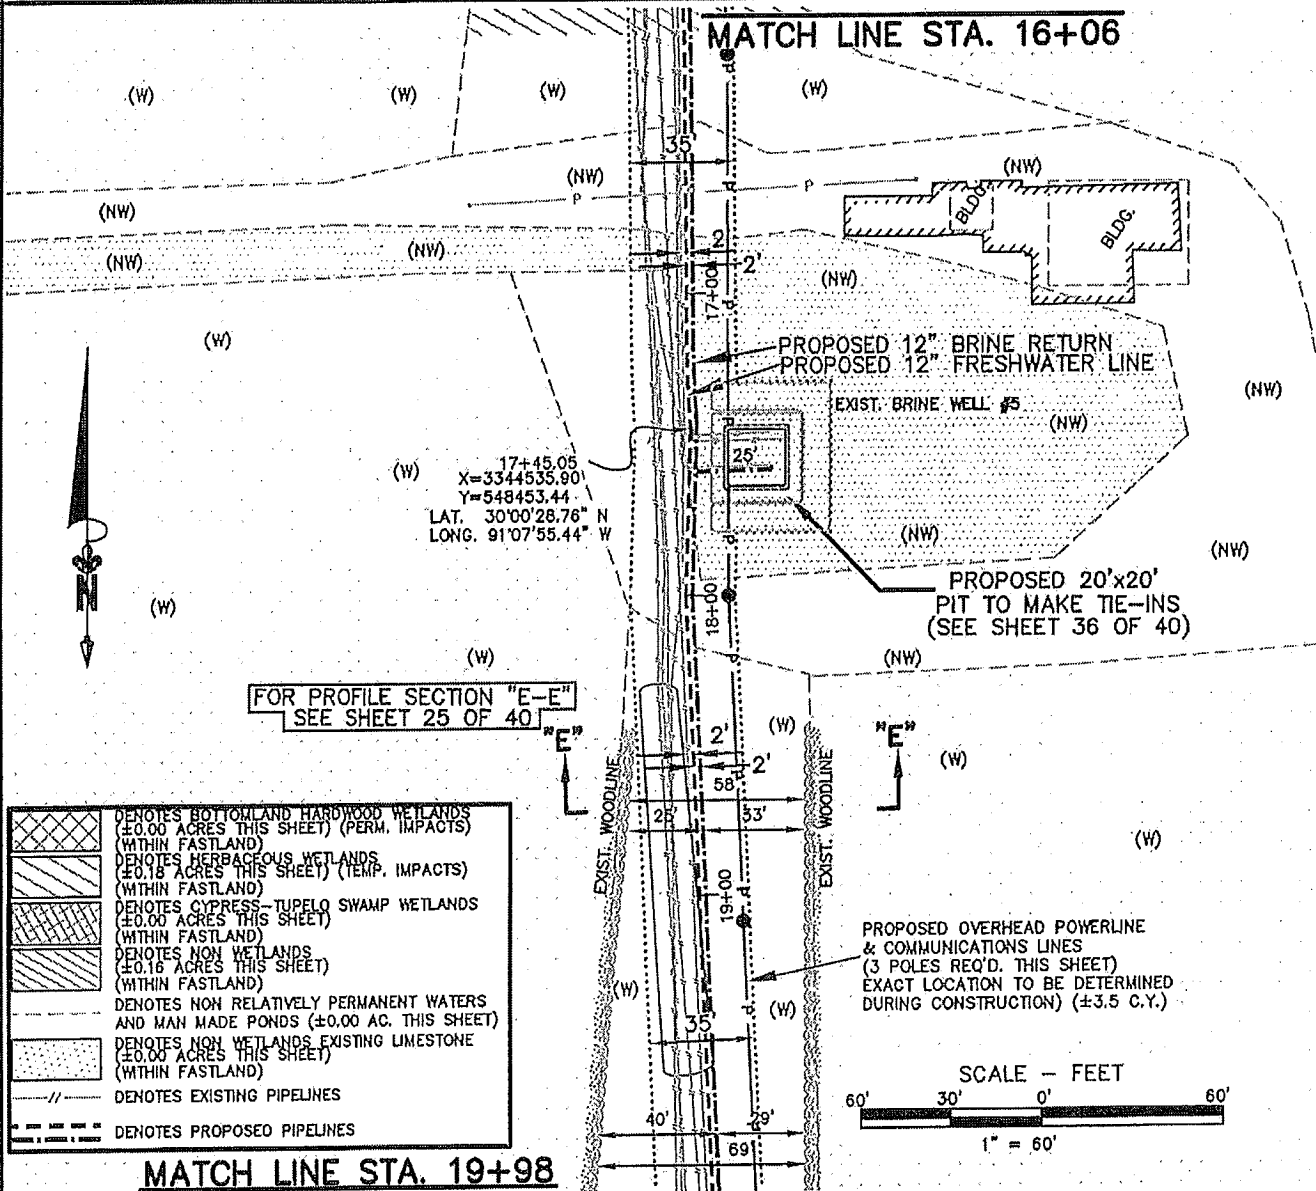 MATCH LINE STA. 16+06
(W)
(W)
(W)
(W)
35'
(NW)
(NW)
P
P
P
(NW)
BLDG.
BLDG.
(NW)
(NW)
2'
2'
(NW)
17+00
(W)
PROPOSED 12" BRINE RETURN
PROPOSED 12" FRESHWATER LINE
(NW)
EXIST. BRINE WELL #5
(NW)
25'
(W)
17+45.05
X=3344535.90
Y=548453.44
LAT. 30°00'28.76" N
LONG. 91°07'55.44" W
(NW)
(NW)
N
(W)
PROPOSED 20'x20'
PIT TO MAKE TIE-INS
(SEE SHEET 36 OF 40)
18+00
(W)
(NW)
FOR PROFILE SECTION "E-E"
SEE SHEET 25 OF 40
"E"
"E"
(W)
(W)
2'
2'
58'
25'
33'
EXIST. WOODLINE
EXIST. WOODLINE
(W)
19+00
DENOTES BOTTOMLAND HARDWOOD WETLANDS
(±0.00 ACRES THIS SHEET) (PERM. IMPACTS)
(WITHIN FASTLAND)
DENOTES HERBACEOUS WETLANDS
(±0.18 ACRES THIS SHEET) (TEMP. IMPACTS)
(WITHIN FASTLAND)
DENOTES CYPRESS-TUPELO SWAMP WETLANDS
(±0.00 ACRES THIS SHEET)
(WITHIN FASTLAND)
DENOTES NON WETLANDS
(±0.16 ACRES THIS SHEET)
(WITHIN FASTLAND)
DENOTES NON RELATIVELY PERMANENT WATERS
AND MAN MADE PONDS (±0.00 AC. THIS SHEET)
DENOTES NON WETLANDS EXISTING LIMESTONE
(±0.00 ACRES THIS SHEET)
(WITHIN FASTLAND)
DENOTES EXISTING PIPELINES
DENOTES PROPOSED PIPELINES
PROPOSED OVERHEAD POWERLINE
& COMMUNICATIONS LINES
(3 POLES REQ'D. THIS SHEET)
EXACT LOCATION TO BE DETERMINED
DURING CONSTRUCTION) (±3.5 C.Y.)
(W)
(W)
35'
SCALE - FEET
60' 30' 0' 60'
1" = 60'
40'
29'
69'
MATCH LINE STA. 19+98